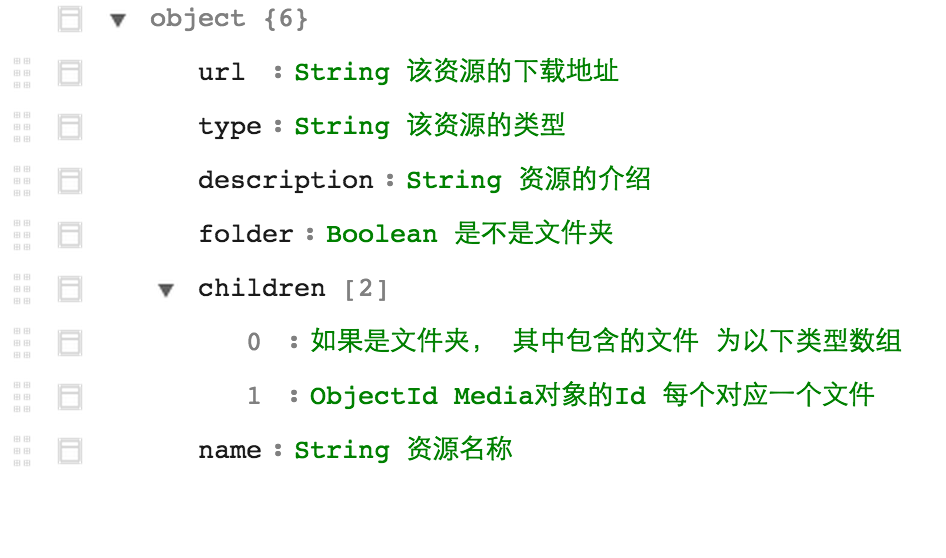 object {6}
url : String 该资源的下载地址
type : String 该资源的类型
description : String 资源的介绍
folder : Boolean 是不是文件夹
children [2]
0 : 如果是文件夹， 其中包含的文件 为以下类型数组
1 : ObjectId Media对象的Id 每个对应一个文件
name : String 资源名称